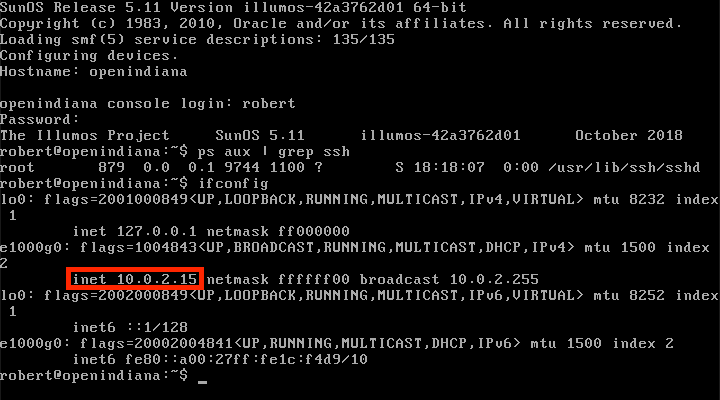 SunOS Release 5.11 Version illumos-42a3762d01 64-bit
Copyright (c) 1983, 2010, Oracle and/or its affiliates. All rights reserved.
Loading smf(5) service descriptions: 135/135
Configuring devices.
Hostname: openindiana
openindiana console login: robert
Password:
The Illumos Project     SunOS 5.11      illumos-42a3762d01      October 2018
robert@openindiana:~$ ps aux | grep ssh
root       879  0.0  0.1 9744 1100 ?        S 18:18:07  0:00 /usr/lib/ssh/sshd
robert@openindiana:~$ ifconfig
lo0: flags=2001000849<UP,LOOPBACK,RUNNING,MULTICAST,IPv4,VIRTUAL> mtu 8232 index
1
inet 127.0.0.1 netmask ff000000
e1000g0: flags=1004843<UP,BROADCAST,RUNNING,MULTICAST,DHCP,IPv4> mtu 1500 index
2
inet 10.0.2.15 netmask ffffff00 broadcast 10.0.2.255
lo0: flags=2002000849<UP,LOOPBACK,RUNNING,MULTICAST,IPv6,VIRTUAL> mtu 8252 index
1
inet6 ::1/128
e1000g0: flags=20002004841<UP,RUNNING,MULTICAST,DHCP,IPv6> mtu 1500 index 2
inet6 fe80::a00:27ff:fe1c:f4d9/10
robert@openindiana:~$ _